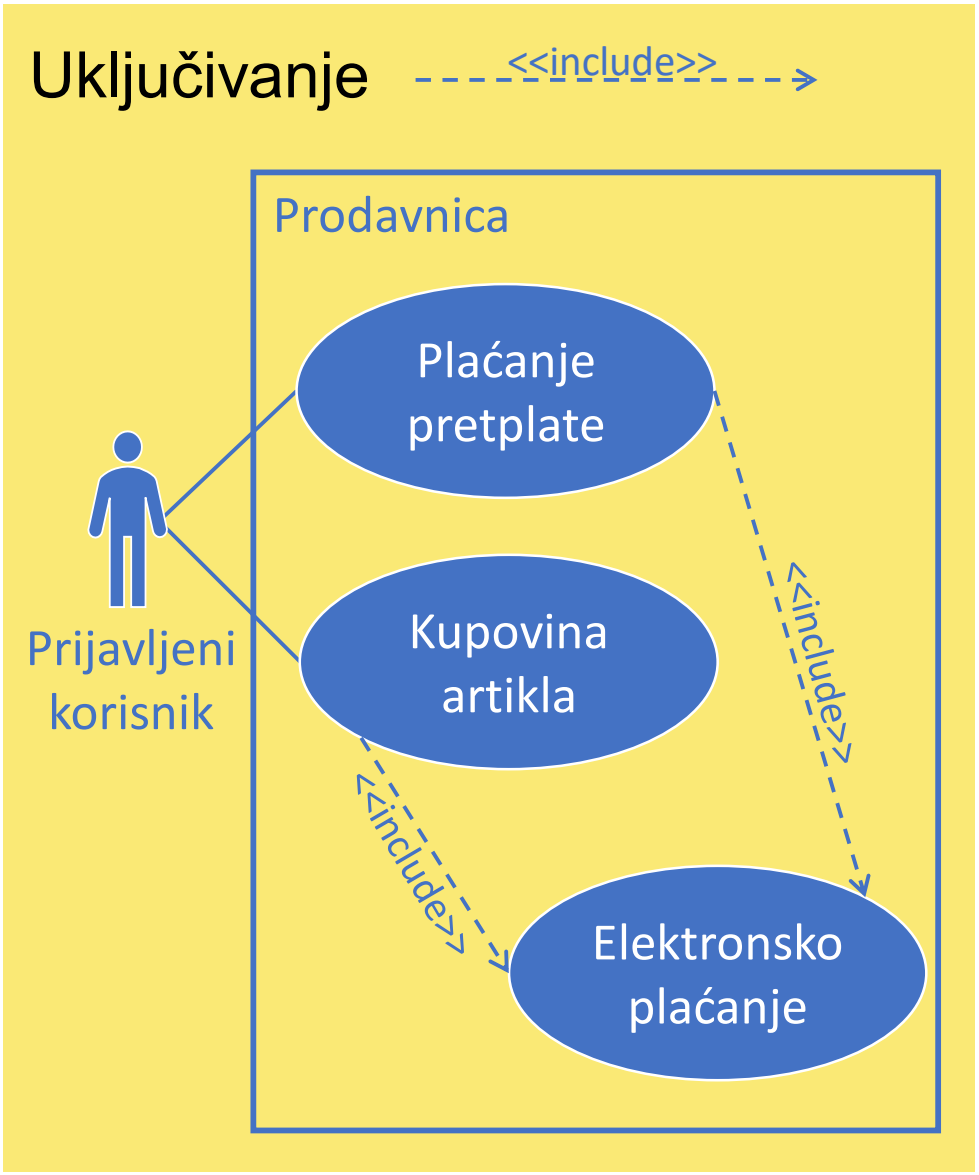 Uključivanje
<<include>>
Prodavnica
Plaćanje
pretplate
Kupovina
artikla
Prijavljeni
korisnik
<<include>>
<<include>>
Elektronsko
plaćanje